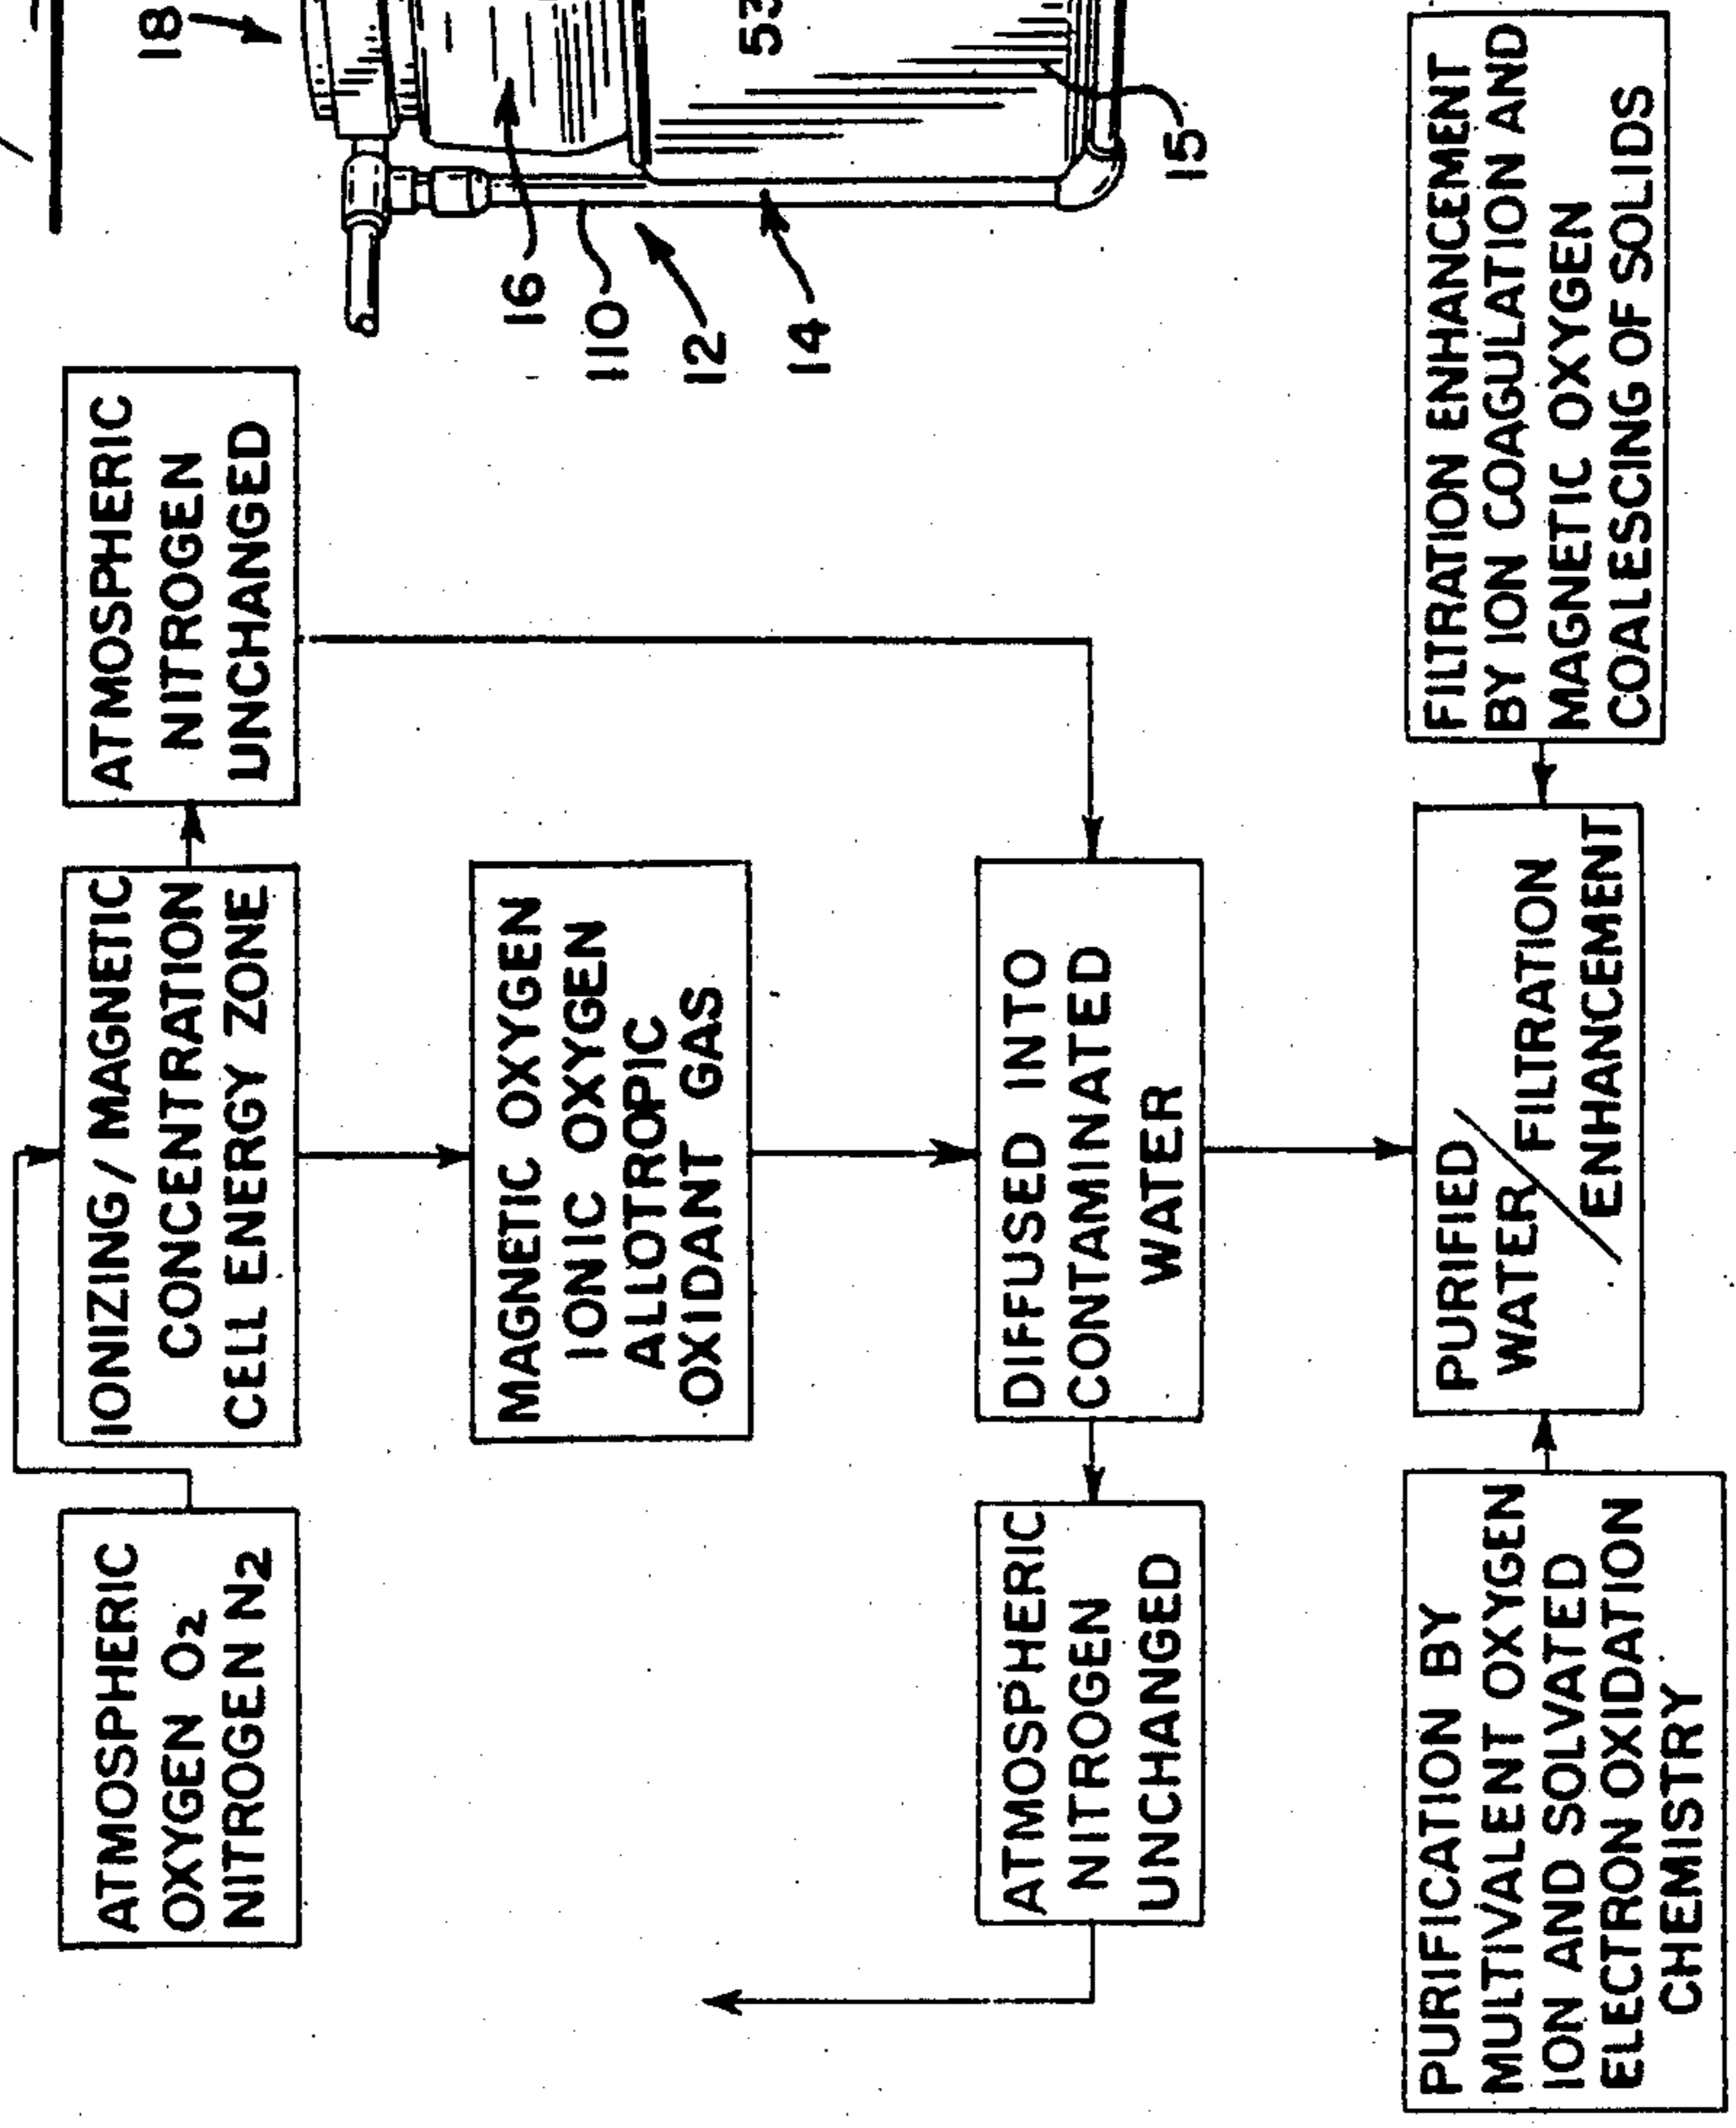 ATMOSPHERIC
OXYGEN O2
NITROGEN N2
IONIZING/MAGNETIC
CONCENTRATION
CELL ENERGY ZONE
ATMOSPHERIC
NITROGEN
UNCHANGED
MAGNETIC OXYGEN
IONIC OXYGEN
ALLOTROPIC
OXIDANT GAS
ATMOSPHERIC
NITROGEN
UNCHANGED
DIFFUSED INTO
CONTAMINATED
WATER
PURIFICATION BY
MULTIVALENT OXYGEN
ION AND SOLVATED
ELECTRON OXIDATION
CHEMISTRY
PURIFIED
WATER/FILTRATION
ENHANCEMENT
FILTRATION ENHANCEMENT
BY ION COAGULATION AND
MAGNETIC OXYGEN
COALESCING OF SOLIDS
18
16
110
12
14
15